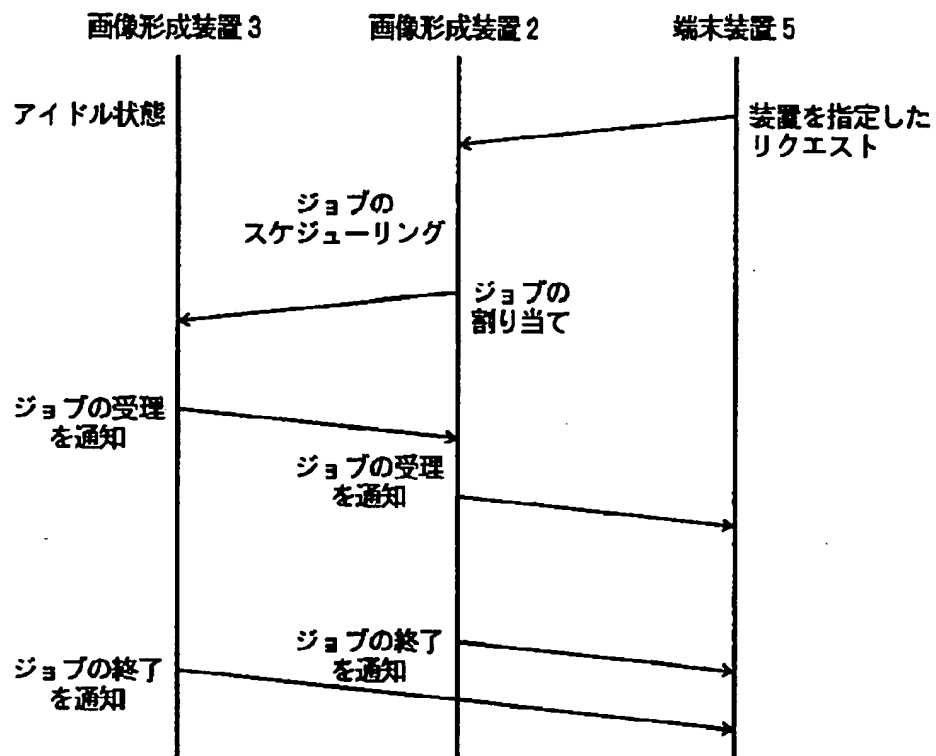 画像形成装置3
画像形成装置2
端末装置5
アイドル状態
装置を指定した
リクエスト
ジョブの
スケジューリング
ジョブの
割り当て
ジョブの受理
を通知
ジョブの受理
を通知
ジョブの終了
を通知
ジョブの終了
を通知